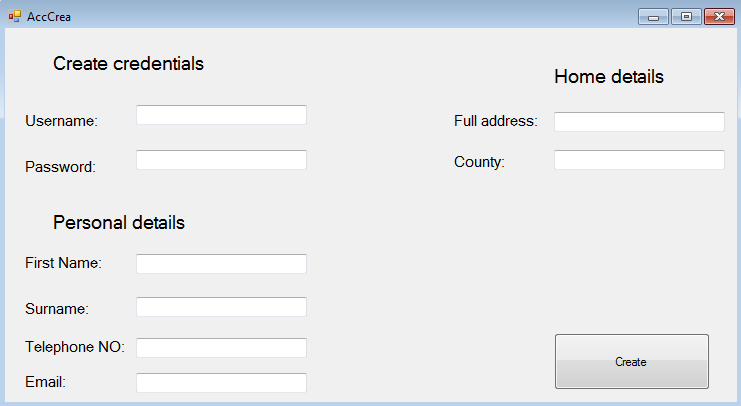 AccCrea
Create credentials
Username:
Password:
Personal details
First Name:
Surname:
Telephone NO:
Email:
Home details
Full address:
County:
Create